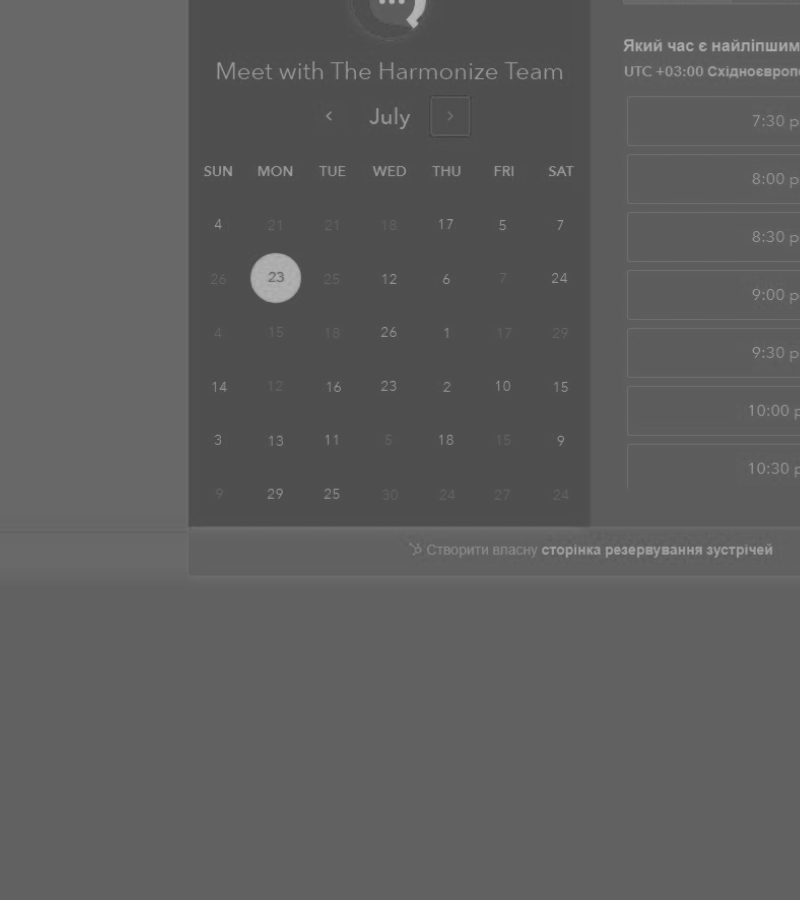 Meet with The Harmonize Team
July
SUN MON TUE WED THU FRI SAT
4 21 21 18 17 5 7
26 23 25 12 6 7 24
4 15 18 26 1 17 29
14 12 16 23 2 10 15
3 13 11 5 18 15 9
9 29 25 30 24 27 24
Який час є найліпшим
UTC +03:00 Східноєвропе
7:30 p
8:00 p
8:30 p
9:00 p
9:30 p
10:00 p
10:30 p
Створити власну сторінка резервування зустрічей